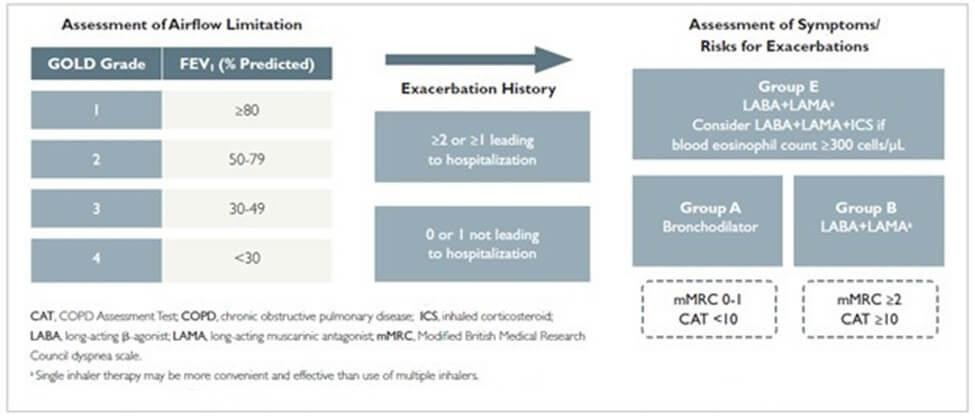 Assessment of Airflow Limitation
GOLD Grade FEV₁ (% Predicted)
1 ≥80
2 50-79
3 30-49
4 <30
Exacerbation History
≥2 or ≥1 leading
to hospitalization
0 or 1 not leading
to hospitalization
Assessment of Symptoms/
Risks for Exacerbations
Group E
LABA+LAMAᵃ
Consider LABA+LAMA+ICS if
blood eosinophil count ≥300 cells/μL
Group A
Bronchodilator
Group B
LABA+LAMAᵃ
mMRC 0-1
CAT <10
mMRC ≥2
CAT ≥10
CAT, COPD Assessment Test; COPD, chronic obstructive pulmonary disease; ICS, inhaled corticosteroid;
LABA, long-acting β-agonist; LAMA, long-acting muscarinic antagonist; mMRC, Modified British Medical Research
Council dyspnea scale.
ᵃ Single inhaler therapy may be more convenient and effective than use of multiple inhalers.